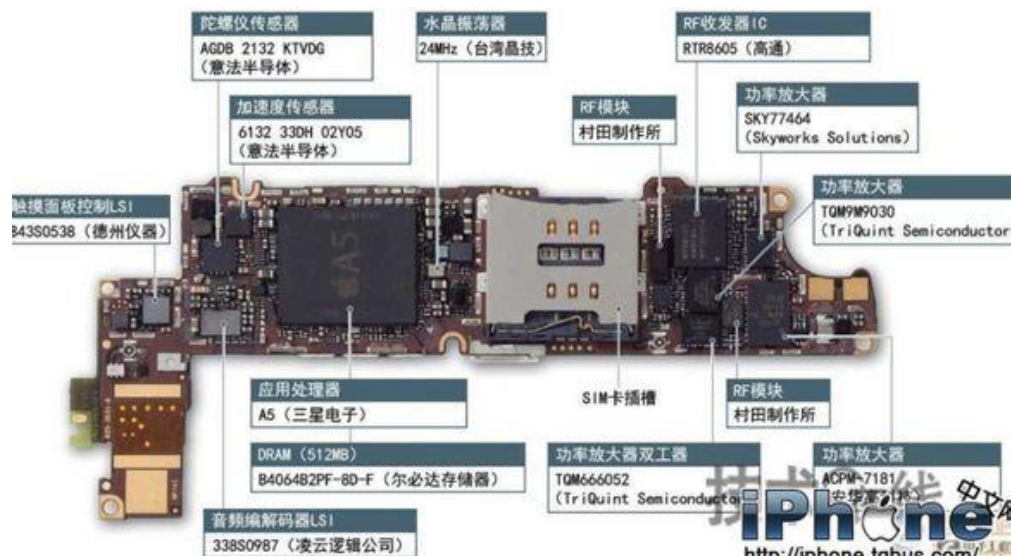 陀螺仪传感器
AGDB 2132 KTVDG
（意法半导体）
水晶振荡器
24MHz（台湾晶技）
RF收发器IC
RTR8605（高通）
加速度传感器
6132 33DH 02Y05
（意法半导体）
RF模块
村田制作所
功率放大器
SKY77464
（Skyworks Solutions）
触摸面板控制LSI
343S0538（德州仪器）
功率放大器
TQM9M9030
（TriQuint Semiconductor
A5
应用处理器
A5（三星电子）
SIM卡插槽
RF模块
村田制作所
DRAM（512MB）
B4064B2PF-8D-F（尔必达存储器）
功率放大器双工器
TQM666052
（TriQuint Semiconductor
功率放大器
ACPM-7181
音频编解码器LSI
338S0987（凌云逻辑公司）
iPhone
中文网
http://iphone.tgbus.com/